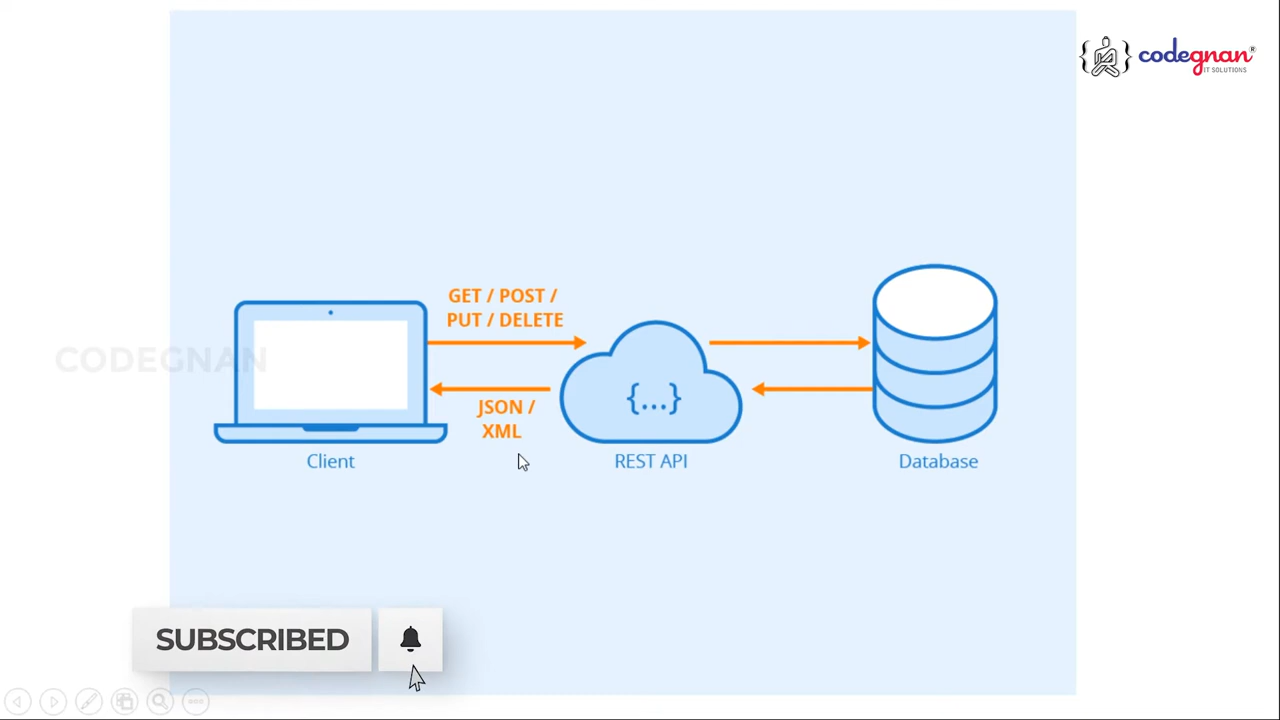 codegnan®
IT SOLUTIONS
GET / POST /
PUT / DELETE
CODEGNAN
{...}
JSON /
XML
Client
REST API
Database
SUBSCRIBED